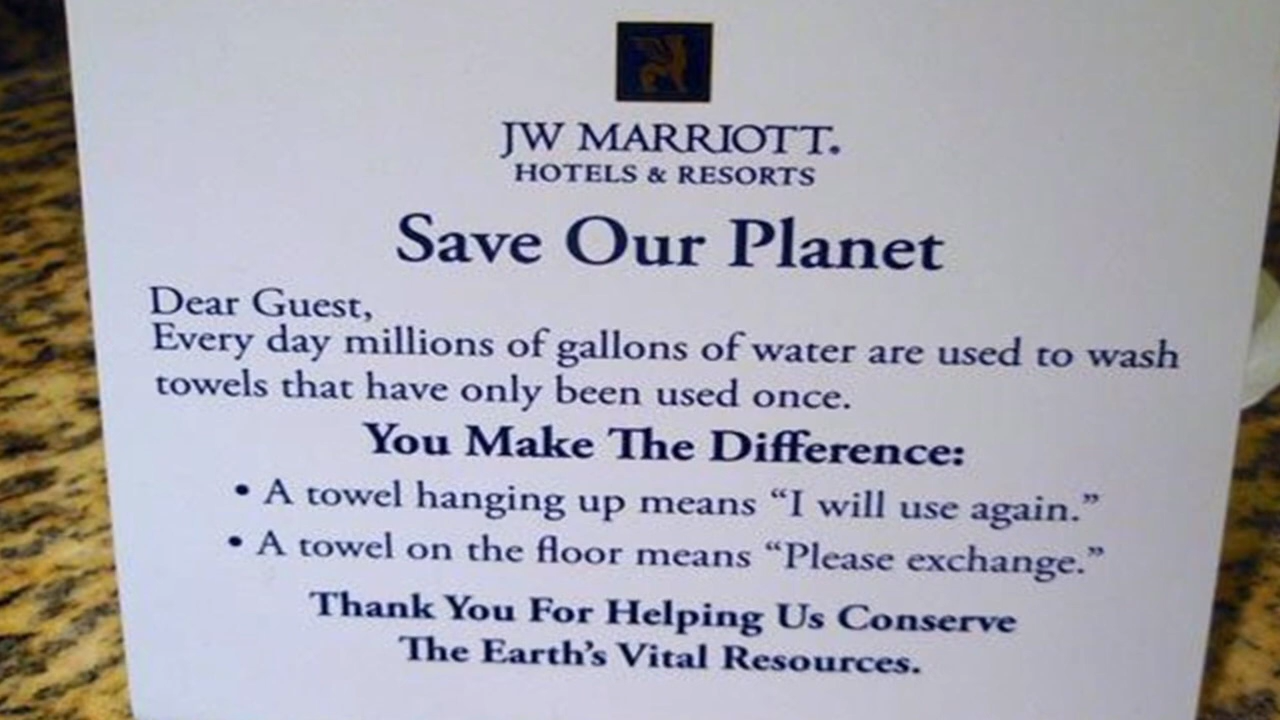 JW MARRIOTT®
HOTELS & RESORTS
Save Our Planet
Dear Guest,
Every day millions of gallons of water are used to wash
towels that have only been used once.
You Make The Difference:
• A towel hanging up means “I will use again.”
• A towel on the floor means “Please exchange.”
Thank You For Helping Us Conserve
The Earth’s Vital Resources.